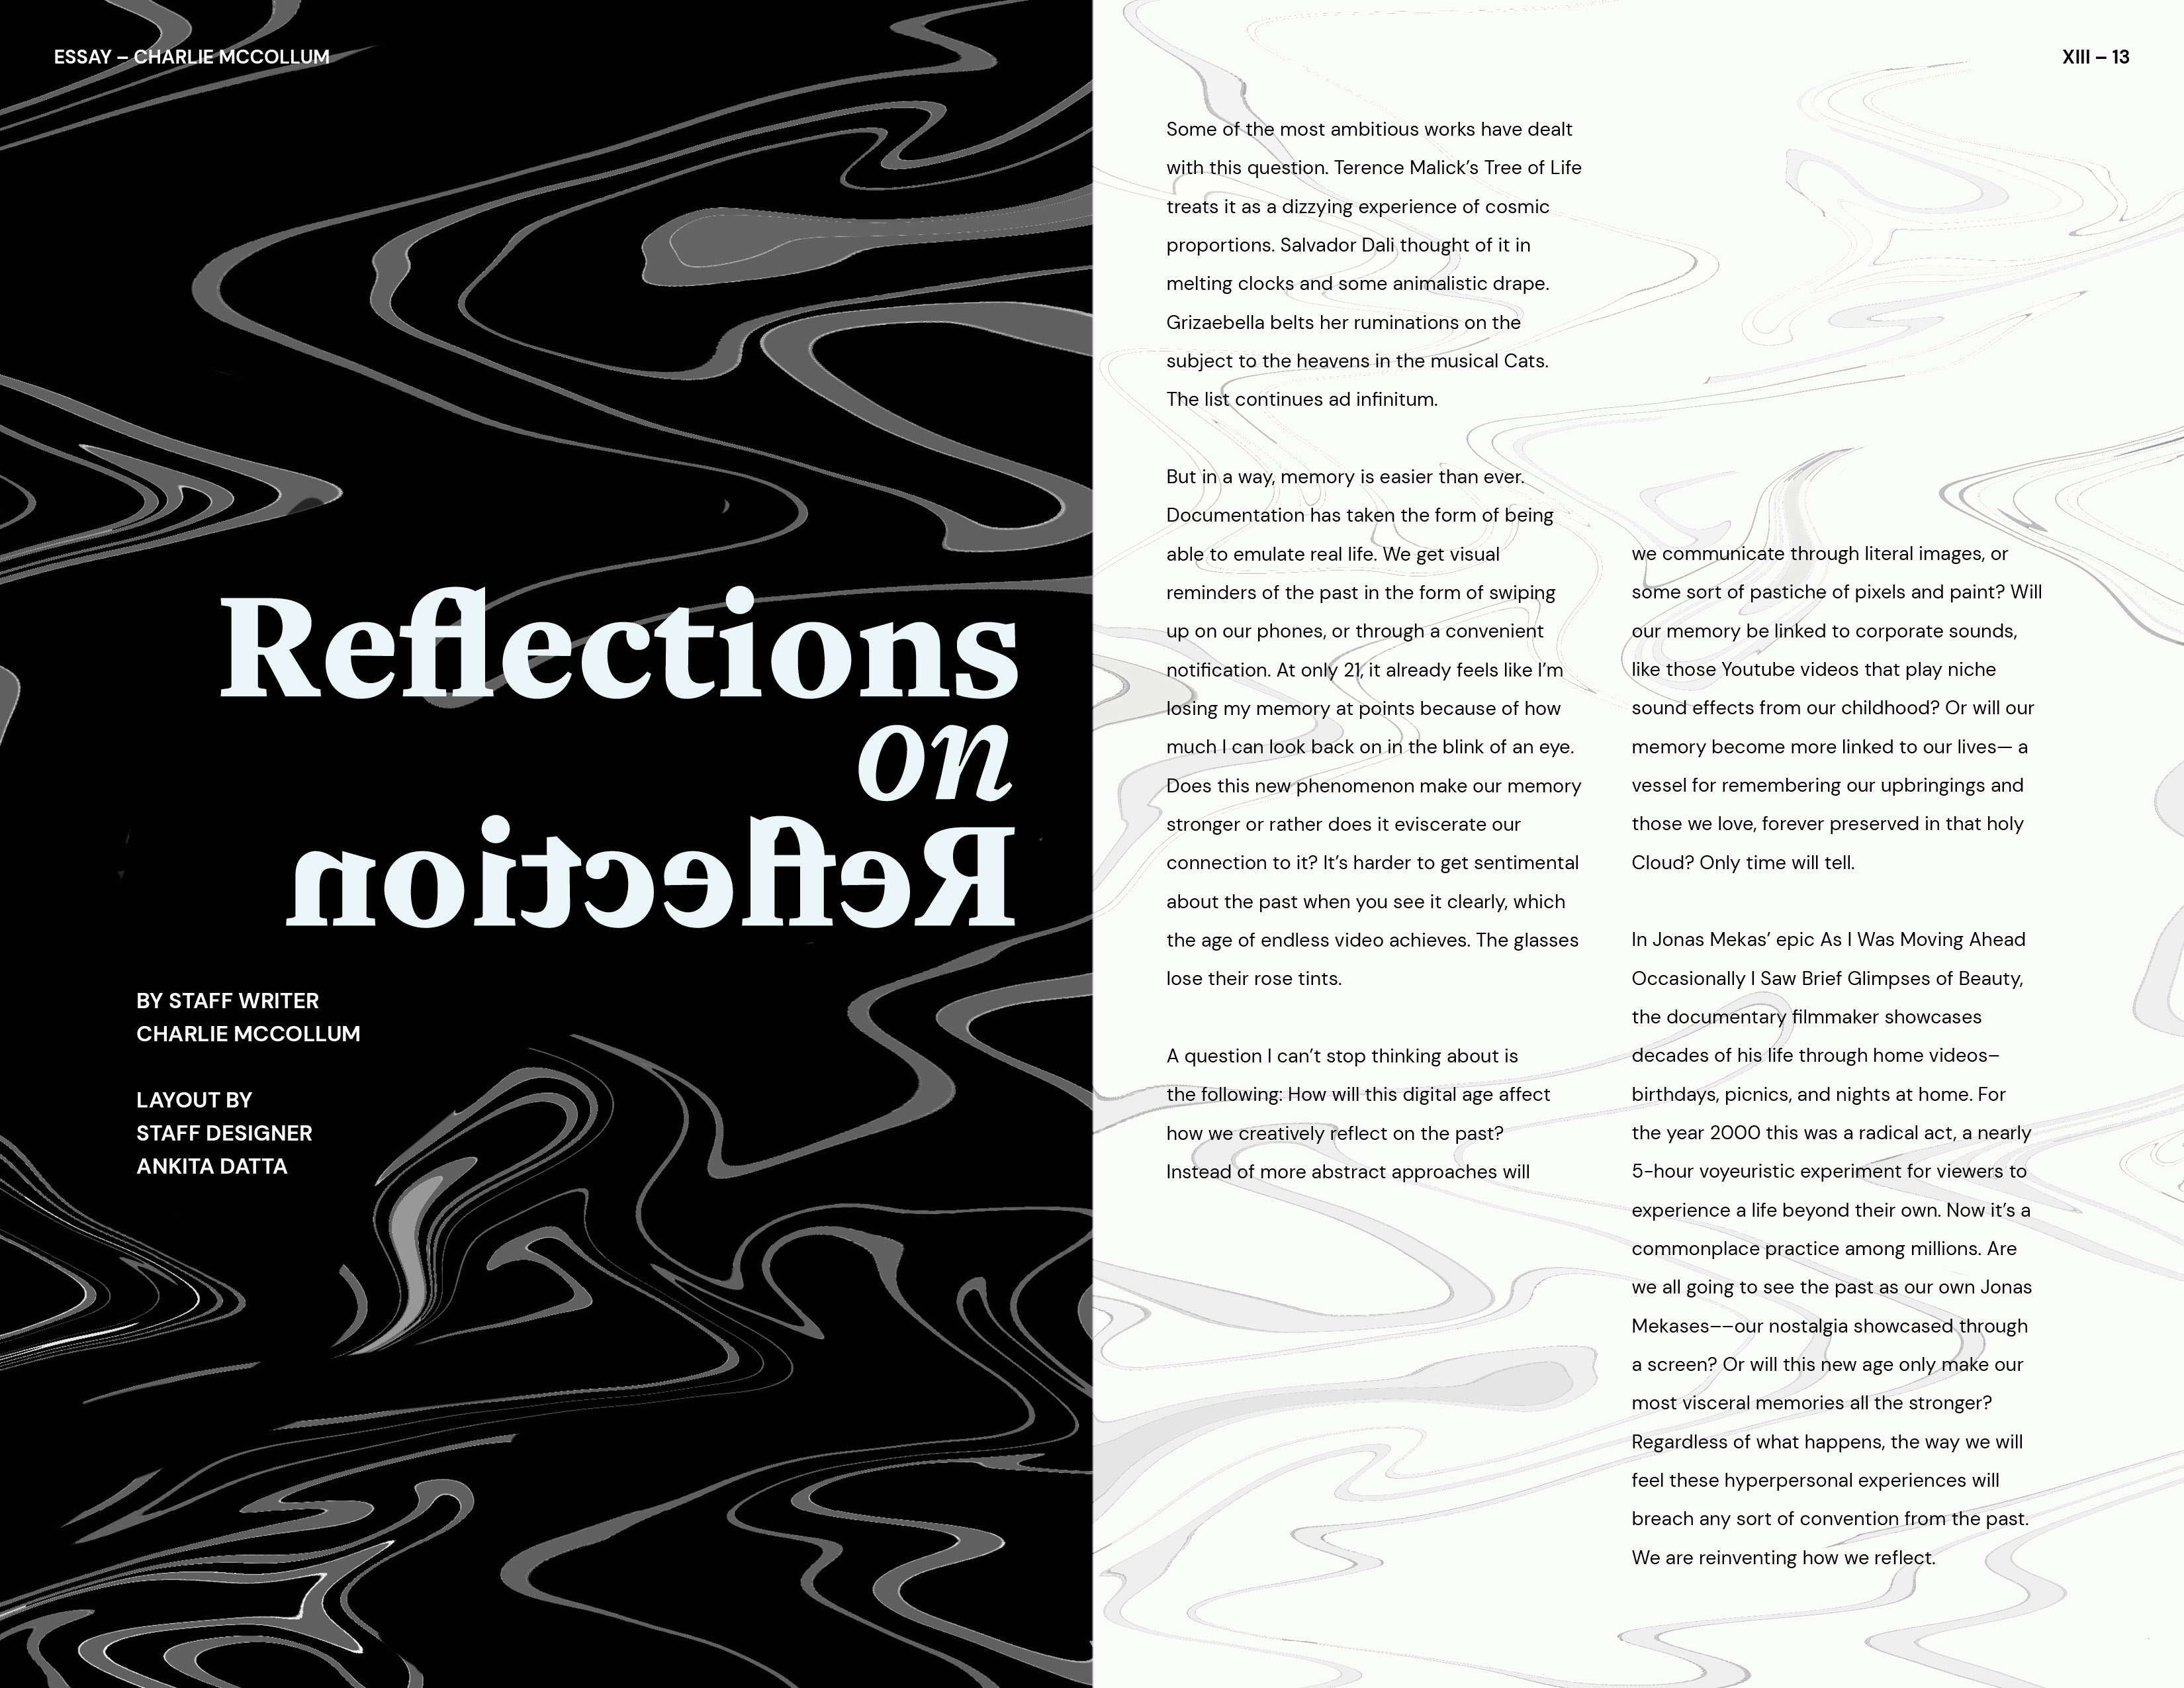 ESSAY – CHARLIE MCCOLLUM
Reflections
on
Reflection
BY STAFF WRITER
CHARLIE MCCOLLUM
LAYOUT BY
STAFF DESIGNER
ANKITA DATTA
XIII – 13
Some of the most ambitious works have dealt
with this question. Terence Malick’s Tree of Life
treats it as a dizzying experience of cosmic
proportions. Salvador Dali thought of it in
melting clocks and some animalistic drape.
Grizaebella belts her ruminations on the
subject to the heavens in the musical Cats.
The list continues ad infinitum.
But in a way, memory is easier than ever.
Documentation has taken the form of being
able to emulate real life. We get visual
reminders of the past in the form of swiping
up on our phones, or through a convenient
notification. At only 21, it already feels like I’m
losing my memory at points because of how
much I can look back on in the blink of an eye.
Does this new phenomenon make our memory
stronger or rather does it eviscerate our
connection to it? It’s harder to get sentimental
about the past when you see it clearly, which
the age of endless video achieves. The glasses
lose their rose tints.
A question I can’t stop thinking about is
the following: How will this digital age affect
how we creatively reflect on the past?
Instead of more abstract approaches will
we communicate through literal images, or
some sort of pastiche of pixels and paint? Will
our memory be linked to corporate sounds,
like those Youtube videos that play niche
sound effects from our childhood? Or will our
memory become more linked to our lives— a
vessel for remembering our upbringings and
those we love, forever preserved in that holy
Cloud? Only time will tell.
In Jonas Mekas’ epic As I Was Moving Ahead
Occasionally I Saw Brief Glimpses of Beauty,
the documentary filmmaker showcases
decades of his life through home videos–
birthdays, picnics, and nights at home. For
the year 2000 this was a radical act, a nearly
5-hour voyeuristic experiment for viewers to
experience a life beyond their own. Now it’s a
commonplace practice among millions. Are
we all going to see the past as our own Jonas
Mekases––our nostalgia showcased through
a screen? Or will this new age only make our
most visceral memories all the stronger?
Regardless of what happens, the way we will
feel these hyperpersonal experiences will
breach any sort of convention from the past.
We are reinventing how we reflect.